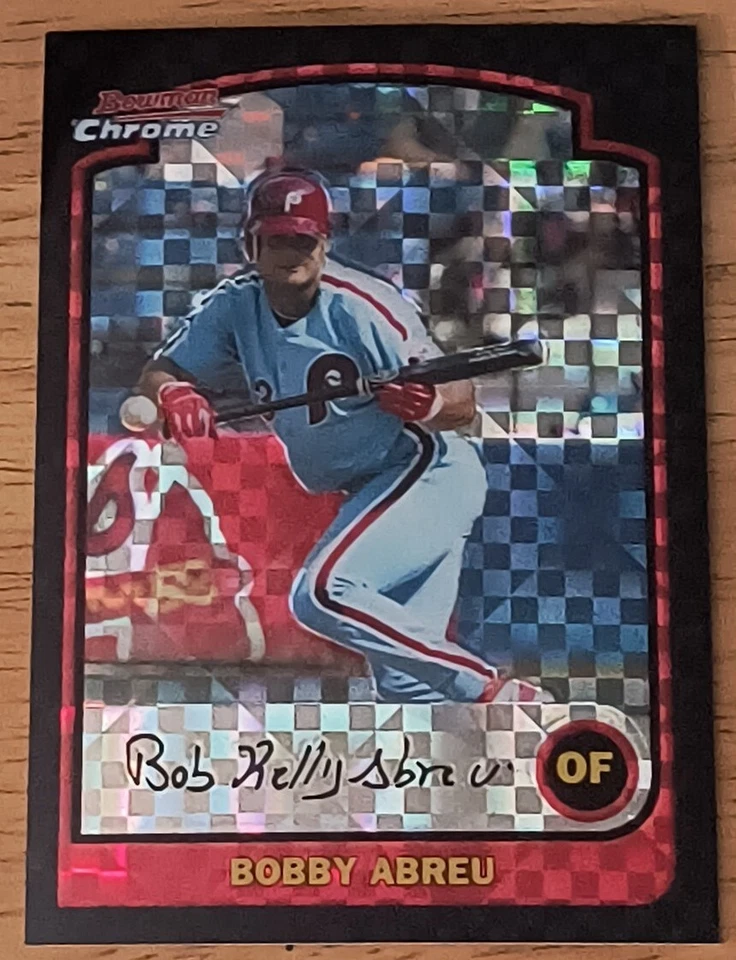 Bowman
Chrome
P
P
Bob Kelly Abreu
OF
BOBBY ABREU